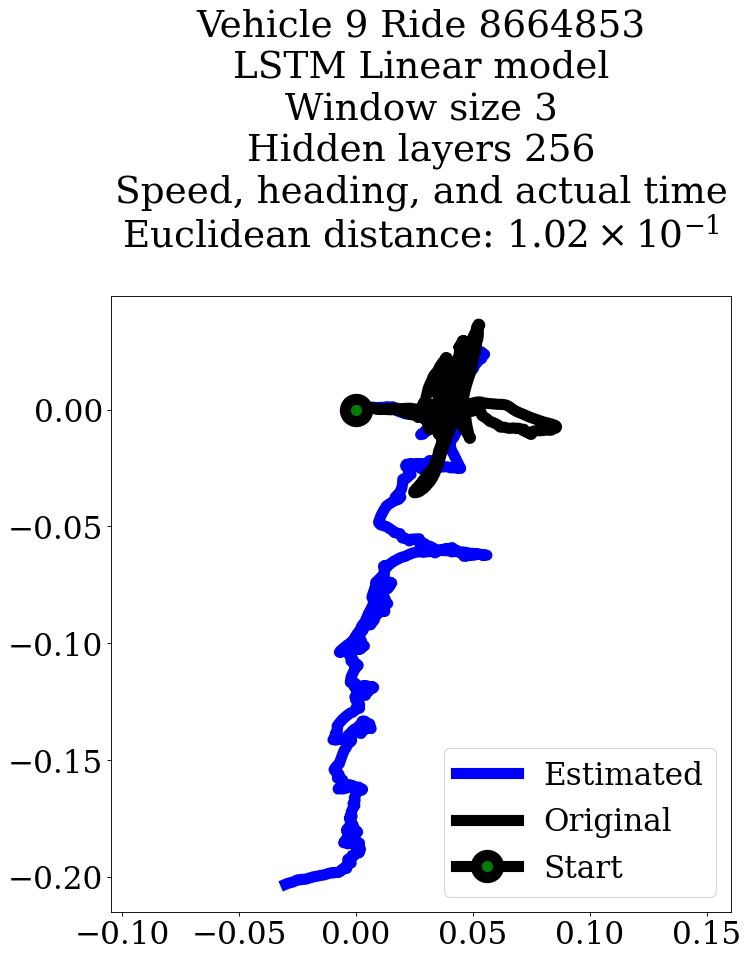 Vehicle 9 Ride 8664853
LSTM Linear model
Window size 3
Hidden layers 256
Speed, heading, and actual time
Euclidean distance: 1.02 × 10⁻¹
0.00
−0.05
−0.10
−0.15
−0.20
Estimated
Original
Start
−0.10 −0.05 0.00 0.05 0.10 0.15